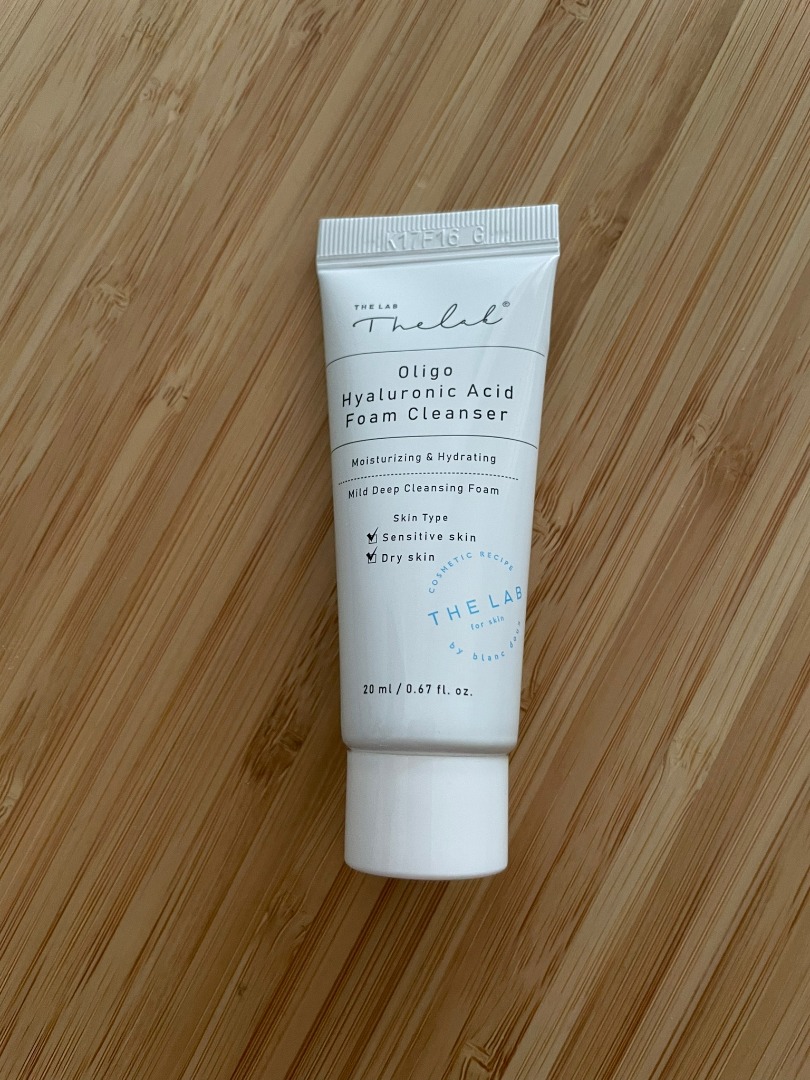 K17F16 G
THE LAB
Thelab®
Oligo
Hyaluronic Acid
Foam Cleanser
Moisturizing & Hydrating
Mild Deep Cleansing Foam
Skin Type
Sensitive skin
Dry skin
COSMETIC RECIPE
THE LAB
for skin
by blanc doux
20 ml / 0.67 fl. oz.